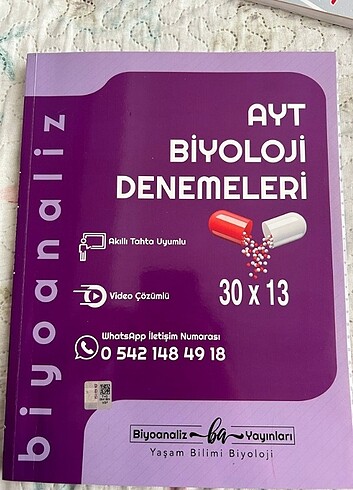 biyoanaliz
AYT
BİYOLOJİ
DENEMELERİ
Akıllı Tahta Uyumlu
Video Çözümlü
30 x 13
WhatsApp İletişim Numarası
0 542 148 49 18
Biyoanaliz ba Yayınları
Yaşam Bilimi Biyoloji